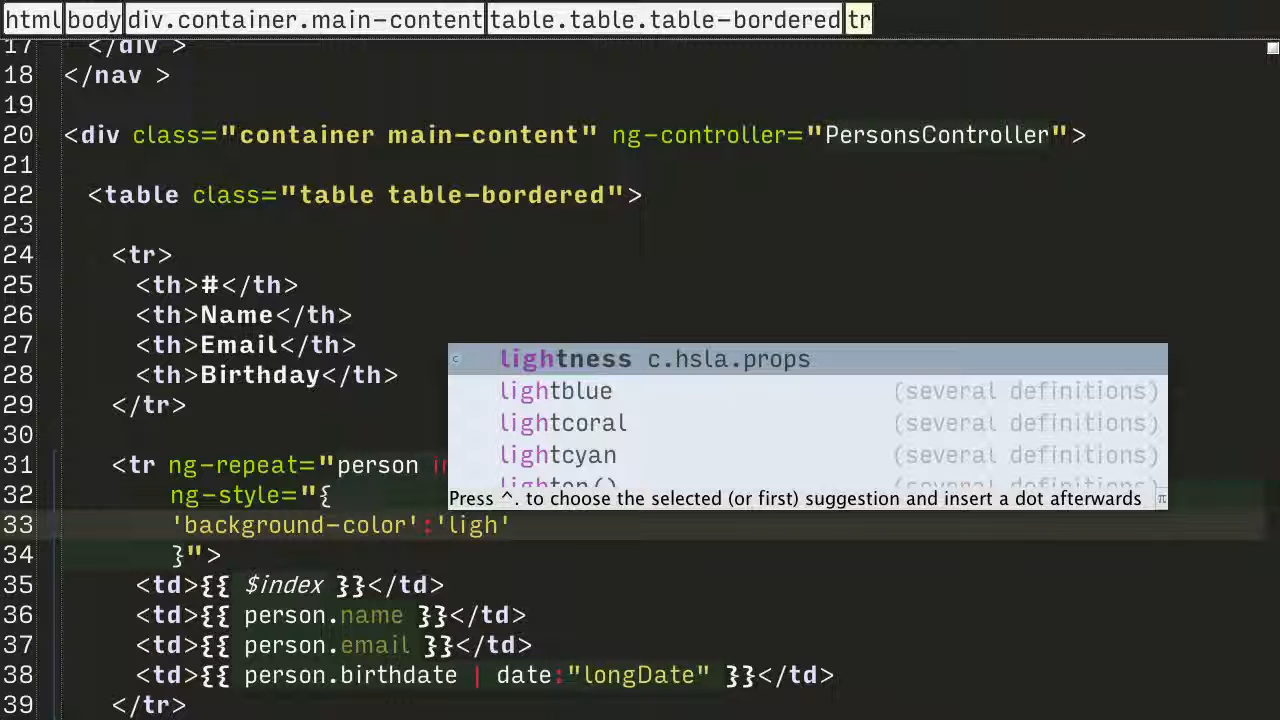 html body div.container.main-content table.table.table-bordered tr
17 </div >
18 </nav >
19
20 <div class="container main-content" ng-controller="PersonsController">
21
22 <table class="table table-bordered">
23
24 <tr>
25 <th>#</th>
26 <th>Name</th>
27 <th>Email</th>
28 <th>Birthday</th>
29 </tr>
30
lightness c.hsla.props
lightblue (several definitions)
lightcoral (several definitions)
lightcyan (several definitions)
Press ^. to choose the selected (or first) suggestion and insert a dot afterwards π
31 <tr ng-repeat="person in
32 ng-style="{
33 'background-color':'ligh'
34 }">
35 <td>{{ $index }}</td>
36 <td>{{ person.name }}</td>
37 <td>{{ person.email }}</td>
38 <td>{{ person.birthdate | date:"longDate" }}</td>
39 </tr>